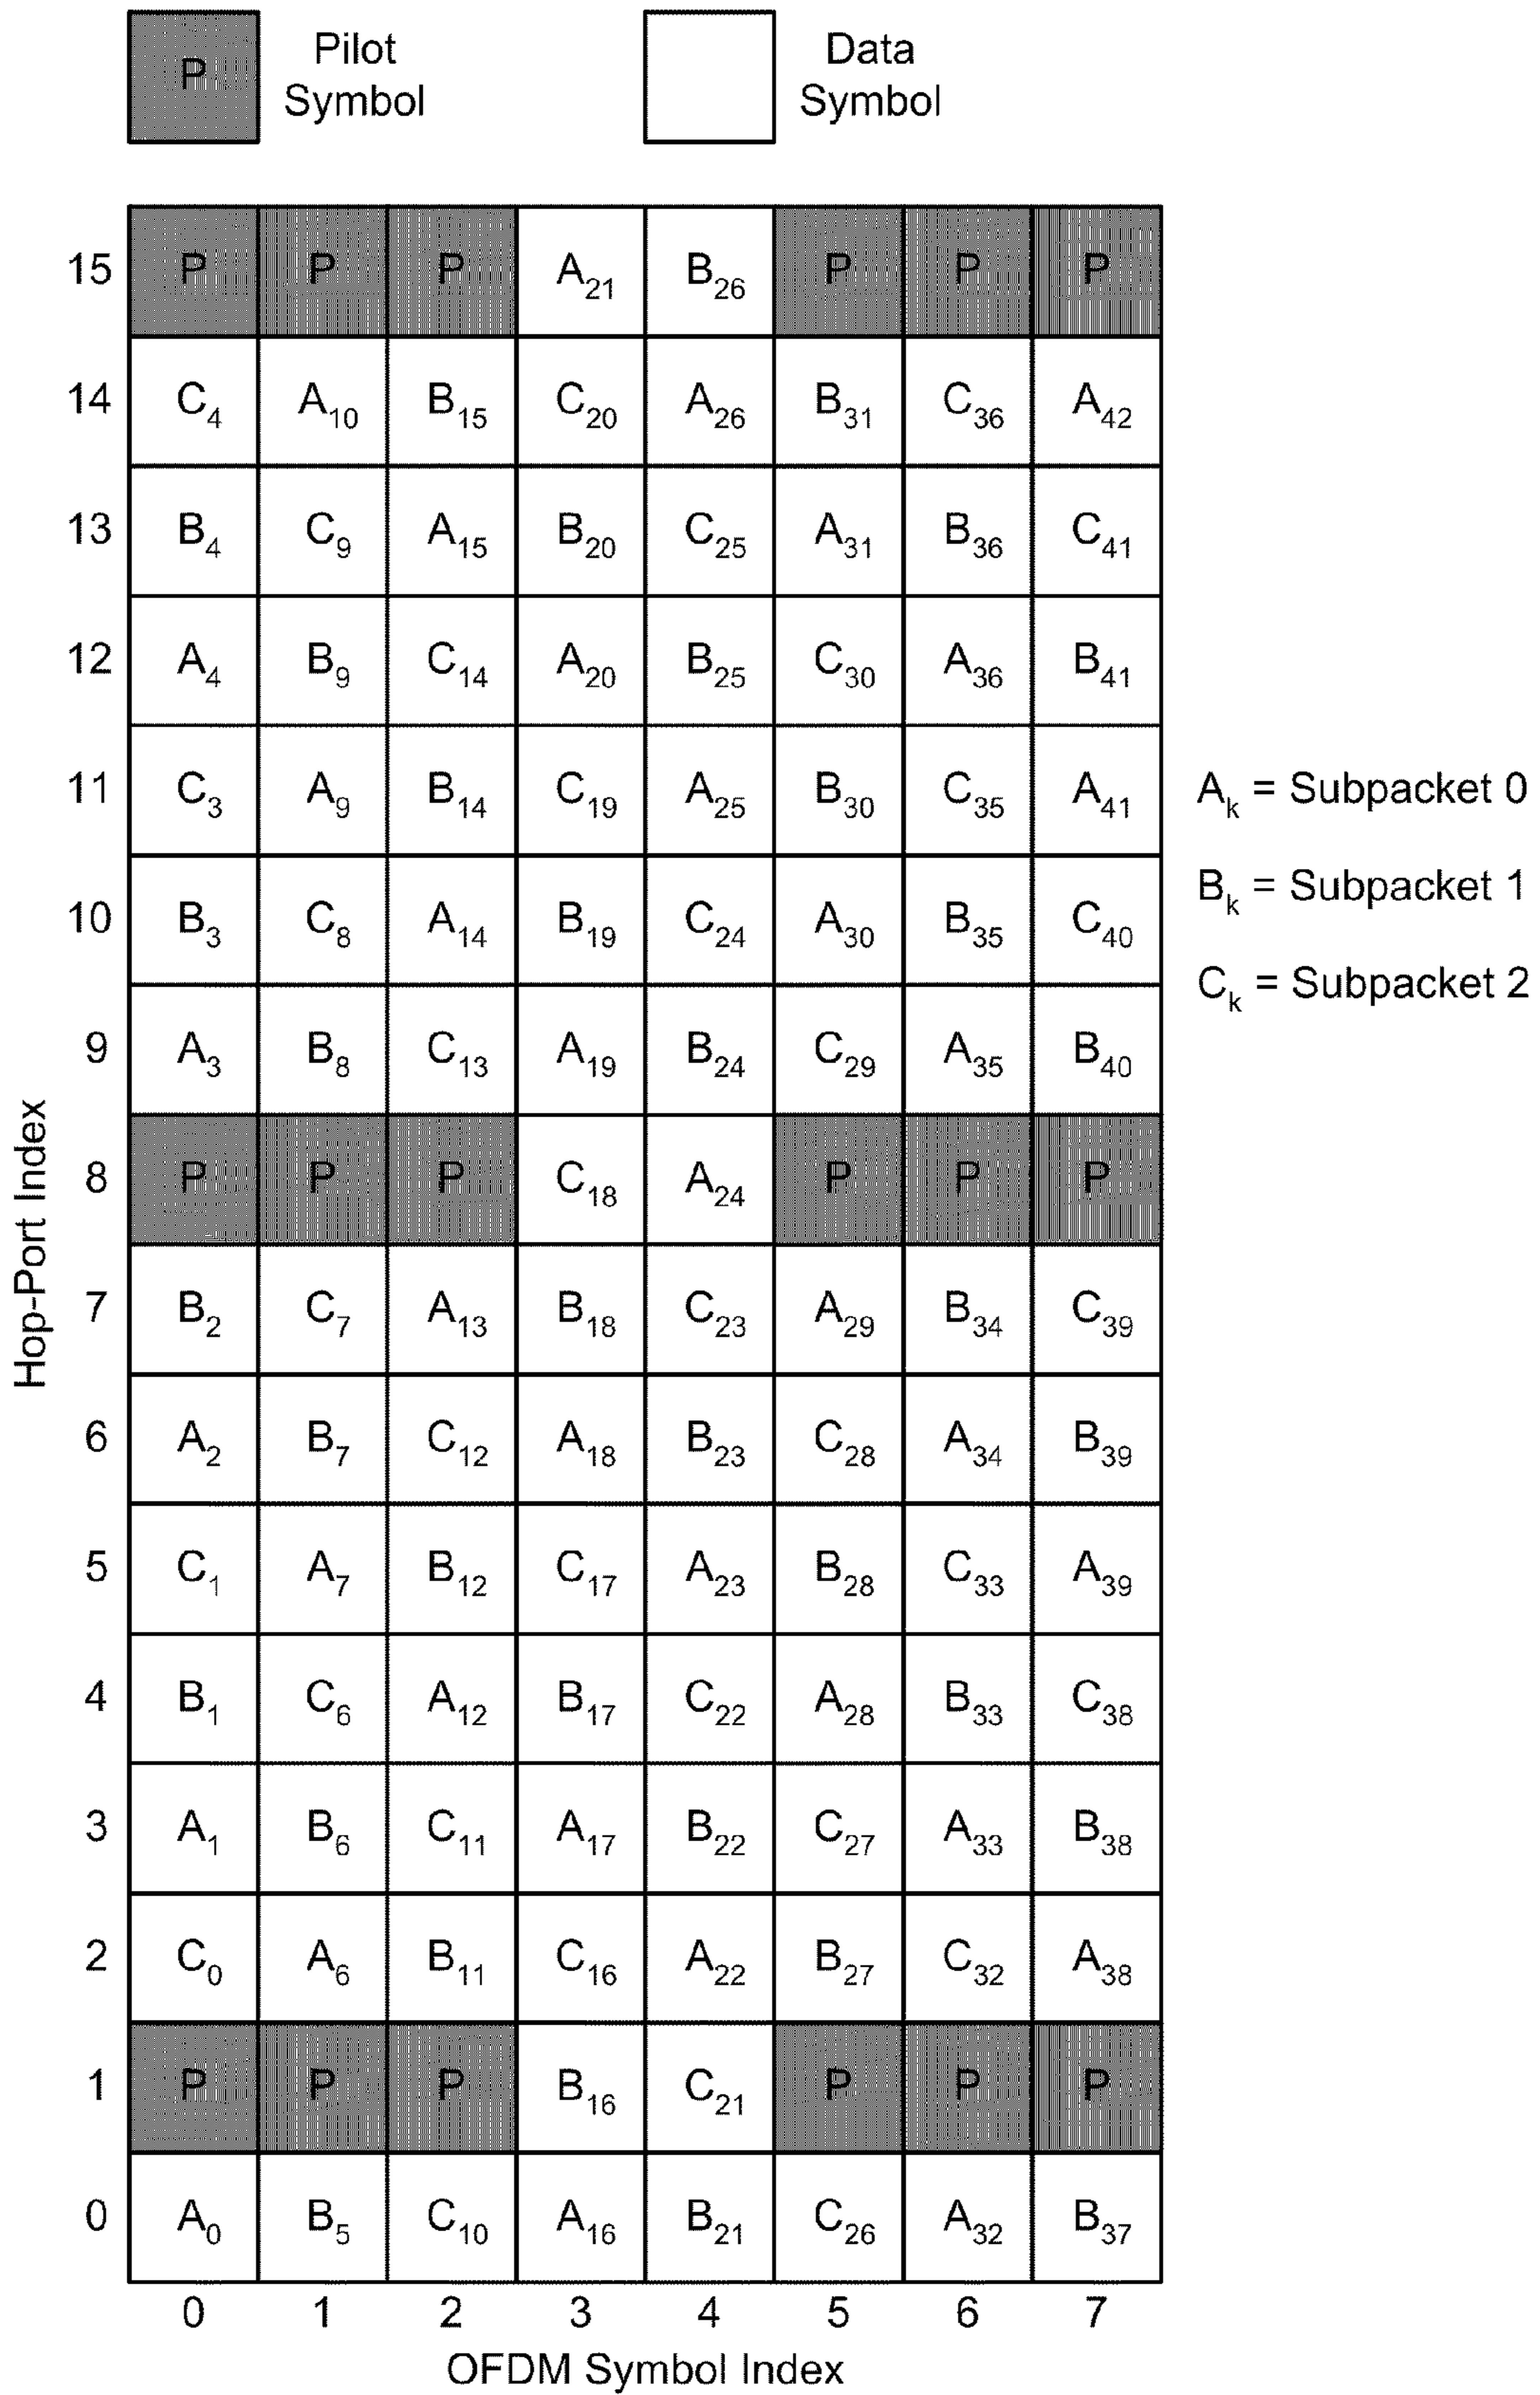 P Pilot Symbol Data Symbol
15 P P P A21 B26 P P P
14 C4 A10 B15 C20 A26 B31 C36 A42
13 B4 C9 A15 B20 C25 A31 B36 C41
12 A4 B9 C14 A20 B25 C30 A36 B41
11 C3 A9 B14 C19 A25 B30 C35 A41
10 B3 C8 A14 B19 C24 A30 B35 C40
9 A3 B8 C13 A19 B24 C29 A35 B40
8 P P P C18 A24 P P P
7 B2 C7 A13 B18 C23 A29 B34 C39
6 A2 B7 C12 A18 B23 C28 A34 B39
5 C1 A7 B12 C17 A23 B28 C33 A39
4 B1 C6 A12 B17 C22 A28 B33 C38
3 A1 B6 C11 A17 B22 C27 A33 B38
2 C0 A6 B11 C16 A22 B27 C32 A38
1 P P P B16 C21 P P P
0 A0 B5 C10 A16 B21 C26 A32 B37
0 1 2 3 4 5 6 7
OFDM Symbol Index
Hop-Port Index
Ak = Subpacket 0
Bk = Subpacket 1
Ck = Subpacket 2